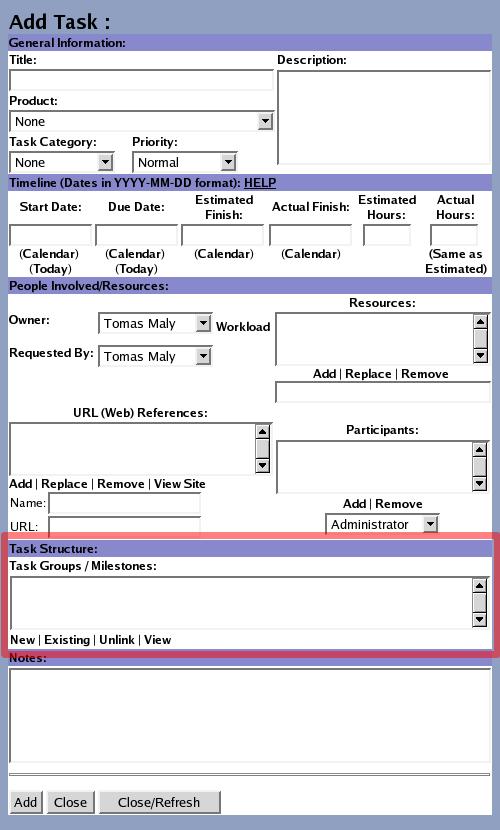 Add Task :
General Information:
Title:
Description:
Product:
None
Task Category:
Priority:
None
Normal
Timeline (Dates in YYYY-MM-DD format): HELP
Start Date:
Due Date:
Estimated
Finish:
Actual Finish:
Estimated
Hours:
Actual
Hours:
(Calendar)
(Today)
(Calendar)
(Today)
(Calendar)
(Calendar)
(Same as
Estimated)
People Involved/Resources:
Resources:
Owner:
Tomas Maly
Workload
Requested By:
Tomas Maly
Add | Replace | Remove
URL (Web) References:
Participants:
Add | Replace | Remove | View Site
Name:
Add | Remove
URL:
Administrator
Task Structure:
Task Groups / Milestones:
New | Existing | Unlink | View
Notes:
Add
Close
Close/Refresh